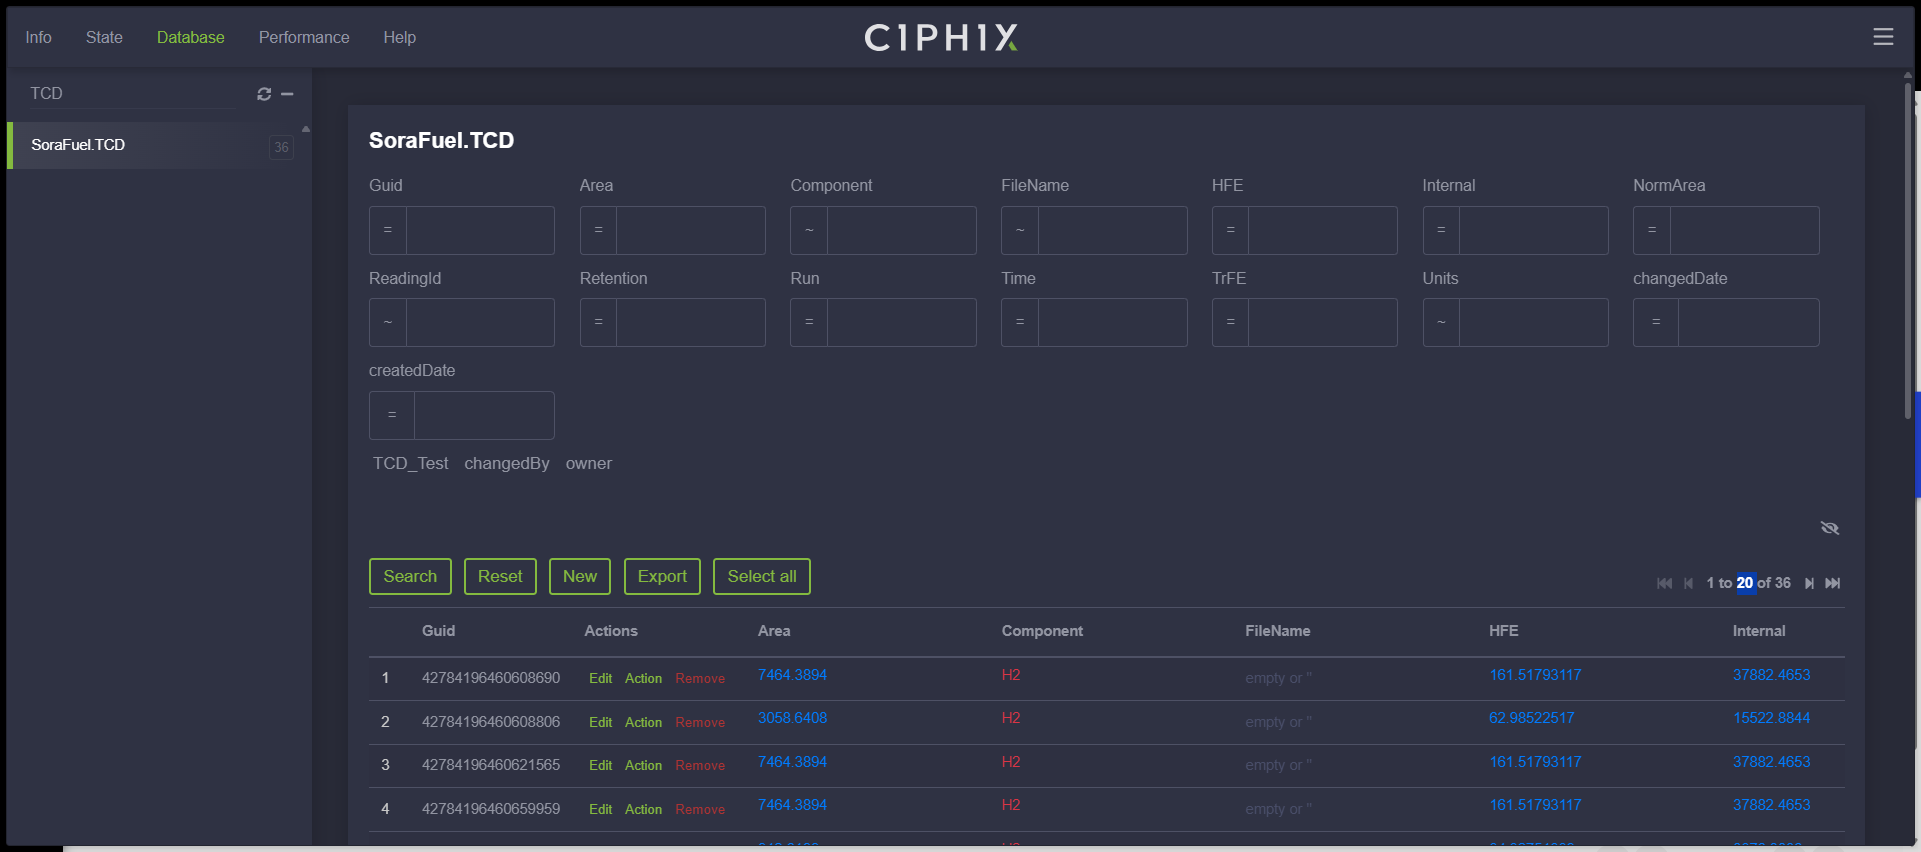 Info State Database Performance Help C1PH1X
TCD
SoraFuel.TCD 36
SoraFuel.TCD
Guid Area Component FileName HFE Internal NormArea
= = ~ ~ = = =
ReadingId Retention Run Time TrFE Units changedDate
~ = = = = ~ =
createdDate
=
TCD_Test changedBy owner
Search Reset New Export Select all 1 to 20 of 36
Guid Actions Area Component FileName HFE Internal
1 42784196460608690 Edit Action Remove 7464.3894 H2 empty or '' 161.51793117 37882.4653
2 42784196460608806 Edit Action Remove 3058.6408 H2 empty or '' 62.98522517 15522.8844
3 42784196460621565 Edit Action Remove 7464.3894 H2 empty or '' 161.51793117 37882.4653
4 42784196460659959 Edit Action Remove 7464.3894 H2 empty or '' 161.51793117 37882.4653